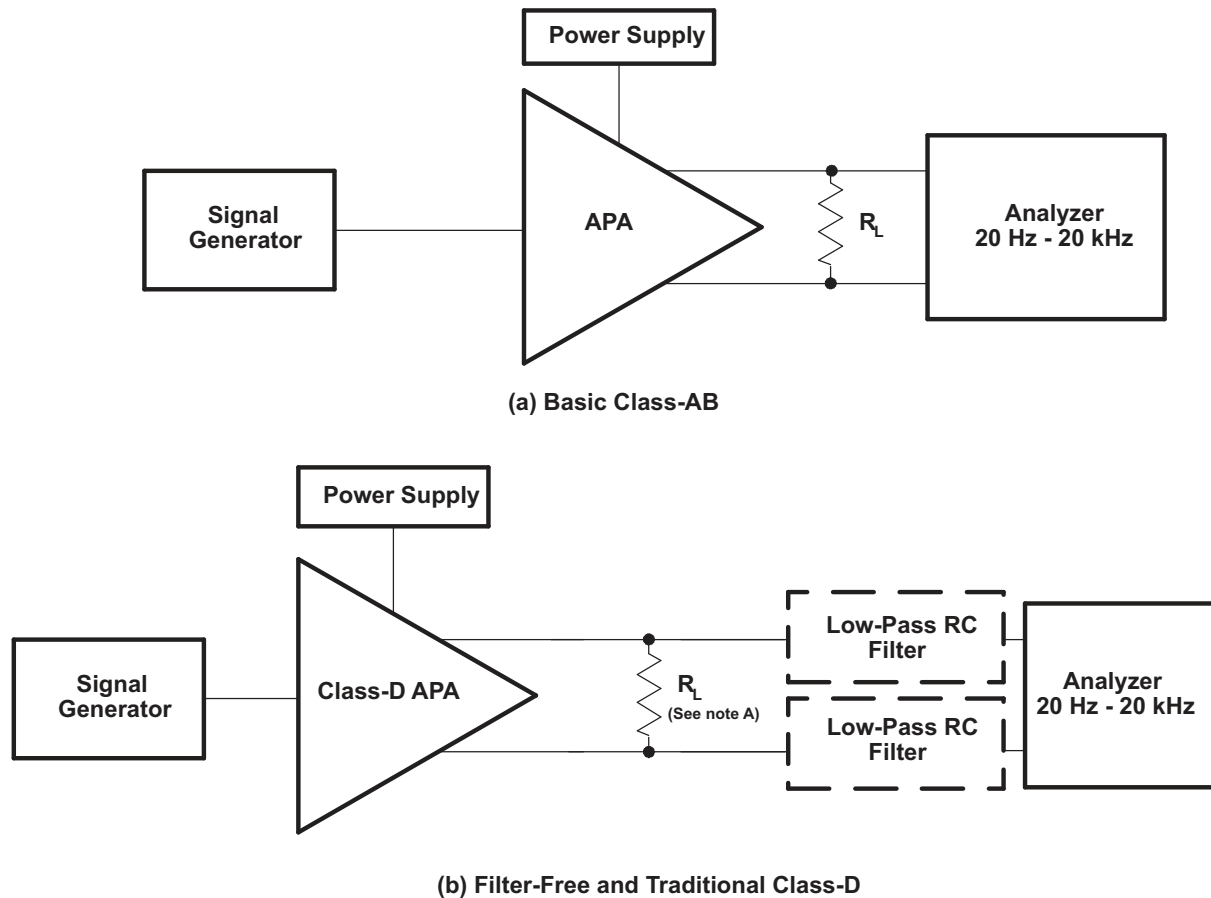 Power Supply
Signal
Generator
APA
RL
Analyzer
20 Hz - 20 kHz
(a) Basic Class-AB
Power Supply
Signal
Generator
Class-D APA
RL
(See note A)
Low-Pass RC
Filter
Low-Pass RC
Filter
Analyzer
20 Hz - 20 kHz
(b) Filter-Free and Traditional Class-D